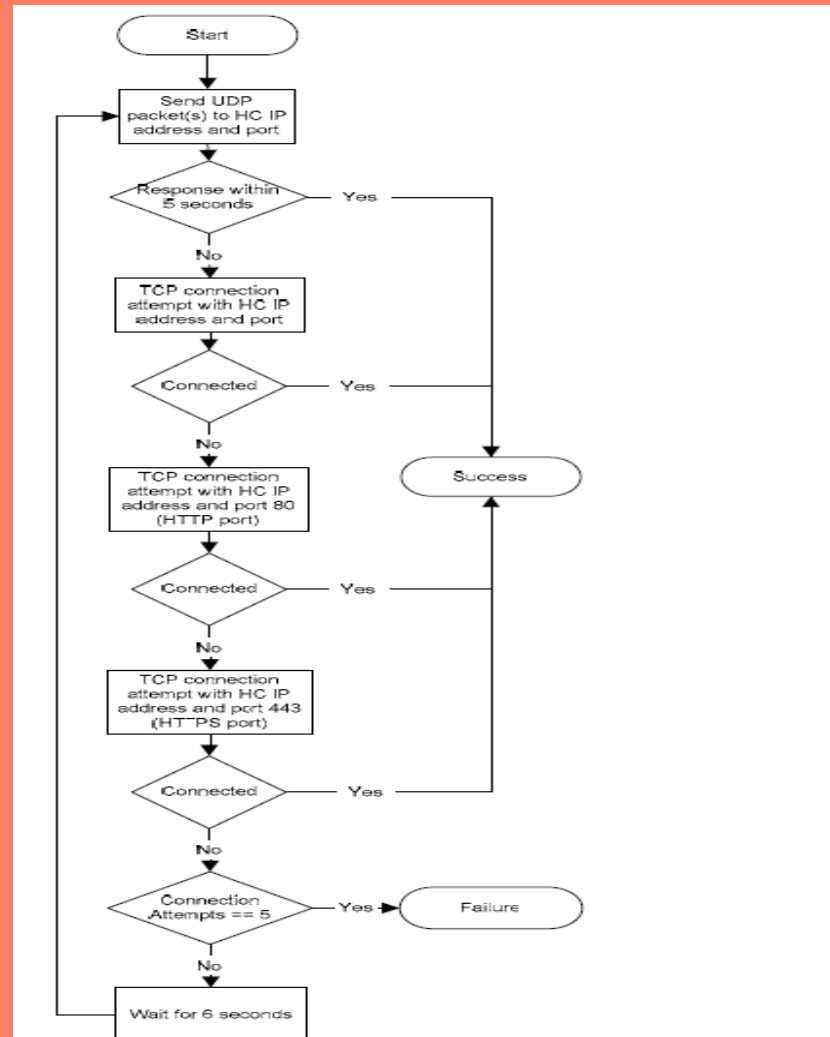 Start
Send UDP
packet(s) to HC IP
address and port
Response within
5 seconds
Yes
No
TCP connection
attempt with HC IP
address and port
Connected
Yes
No
TCP connection
attempt with HC IP
address and port 80
(HTTP port)
Success
Connected
Yes
No
TCP connection
attempt with HC IP
address and port 443
(HTTPS port)
Connected
Yes
No
Connection
Attempts == 5
Yes
Failure
No
Wait for 6 seconds